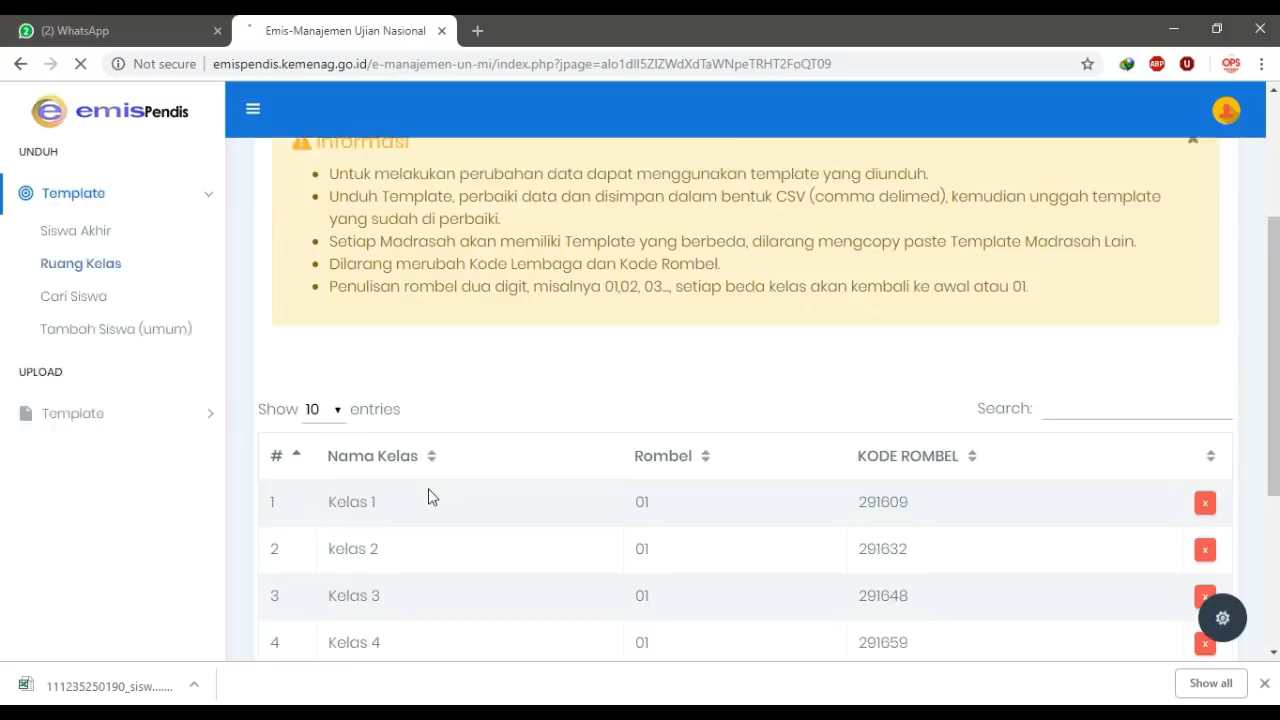 (2) WhatsApp
Emis-Manajemen Ujian Nasional
Not secure
emispendis.kemenag.go.id/e-manajemen-un-mi/index.php?jpage=alo1dll5ZlZWdXdTaWNpeTRHT2FoQT09
ABP
U
OPS
e emisPendis
UNDUH
Template
Siswa Akhir
Ruang Kelas
Cari Siswa
Tambah Siswa (umum)
UPLOAD
Template
Informasi
Untuk melakukan perubahan data dapat menggunakan template yang diunduh.
Unduh Template, perbaiki data dan disimpan dalam bentuk CSV (comma delimed), kemudian unggah template
yang sudah di perbaiki.
Setiap Madrasah akan memiliki Template yang berbeda, dilarang mengcopy paste Template Madrasah Lain.
Dilarang merubah Kode Lembaga dan Kode Rombel.
Penulisan rombel dua digit, misalnya 01,02, 03..., setiap beda kelas akan kembali ke awal atau 01.
Show 10 entries
Search:
# Nama Kelas Rombel KODE ROMBEL
1 Kelas 1 01 291609 x
2 kelas 2 01 291632 x
3 Kelas 3 01 291648 x
4 Kelas 4 01 291659 x
111235250190_sisw.......
Show all